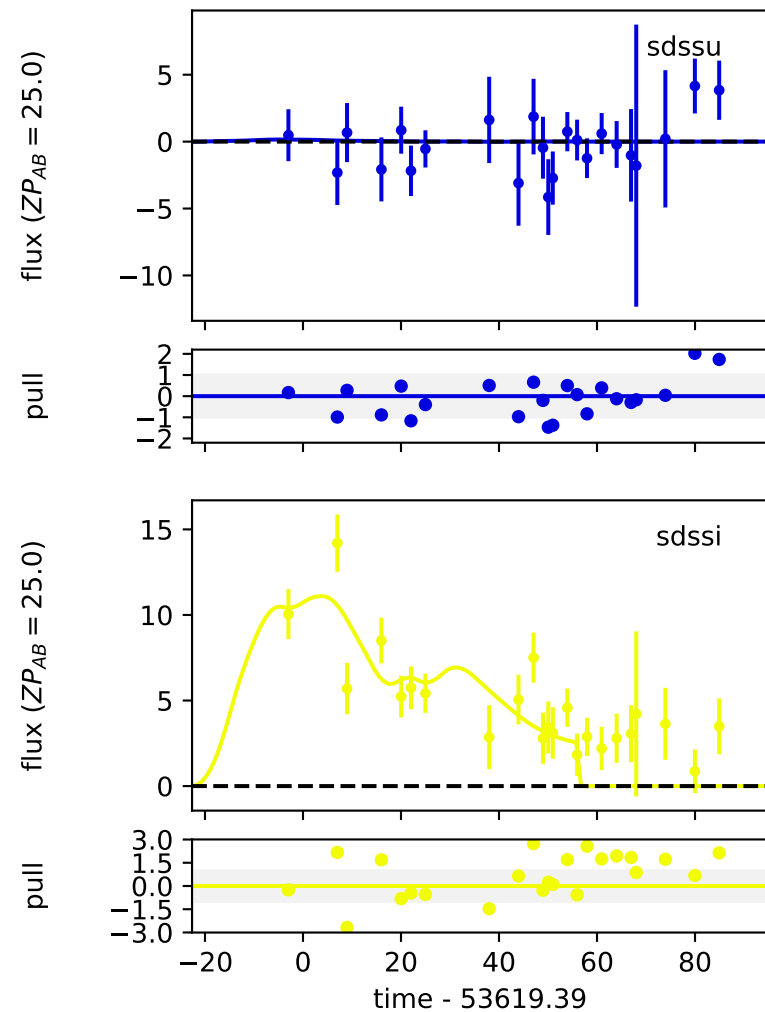 sdssu
5
0
−5
−10
flux (ZP_AB = 25.0)
2
1
0
−1
−2
pull
sdssi
15
10
5
0
flux (ZP_AB = 25.0)
3.0
1.5
0.0
−1.5
−3.0
pull
−20 0 20 40 60 80
time - 53619.39